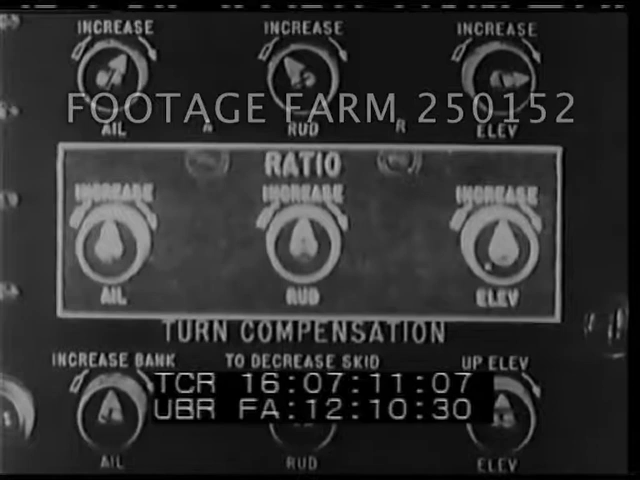 INCREASE INCREASE INCREASE
FOOTAGE FARM 250152
AIL A RUD R ELEV
RATIO
INCREASE INCREASE INCREASE
AIL RUD ELEV
TURN COMPENSATION
INCREASE BANK TO DECREASE SKID UP ELEV
TCR 16:07:11:07
UBR FA:12:10:30
AIL RUD ELEV